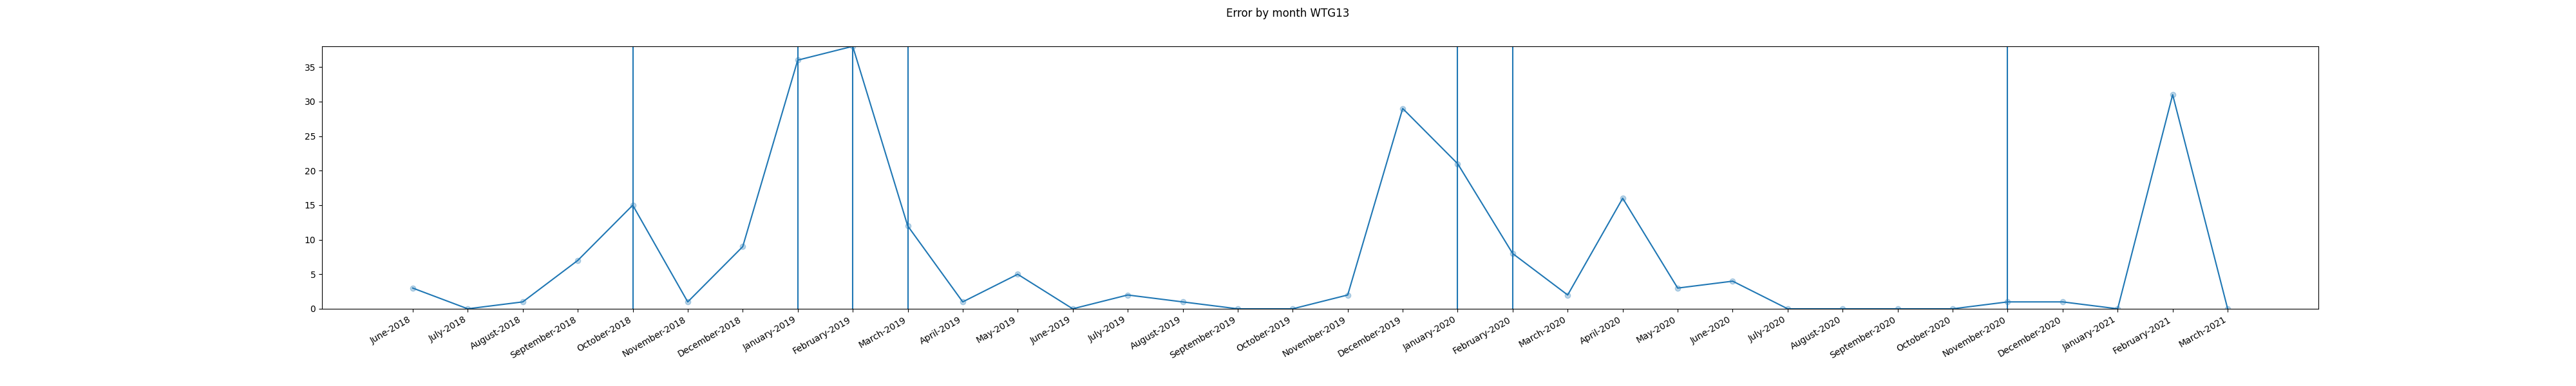 Error by month WTG13
35
30
25
20
15
10
5
0
June-2018
July-2018
August-2018
September-2018
October-2018
November-2018
December-2018
January-2019
February-2019
March-2019
April-2019
May-2019
June-2019
July-2019
August-2019
September-2019
October-2019
November-2019
December-2019
January-2020
February-2020
March-2020
April-2020
May-2020
June-2020
July-2020
August-2020
September-2020
October-2020
November-2020
December-2020
January-2021
February-2021
March-2021